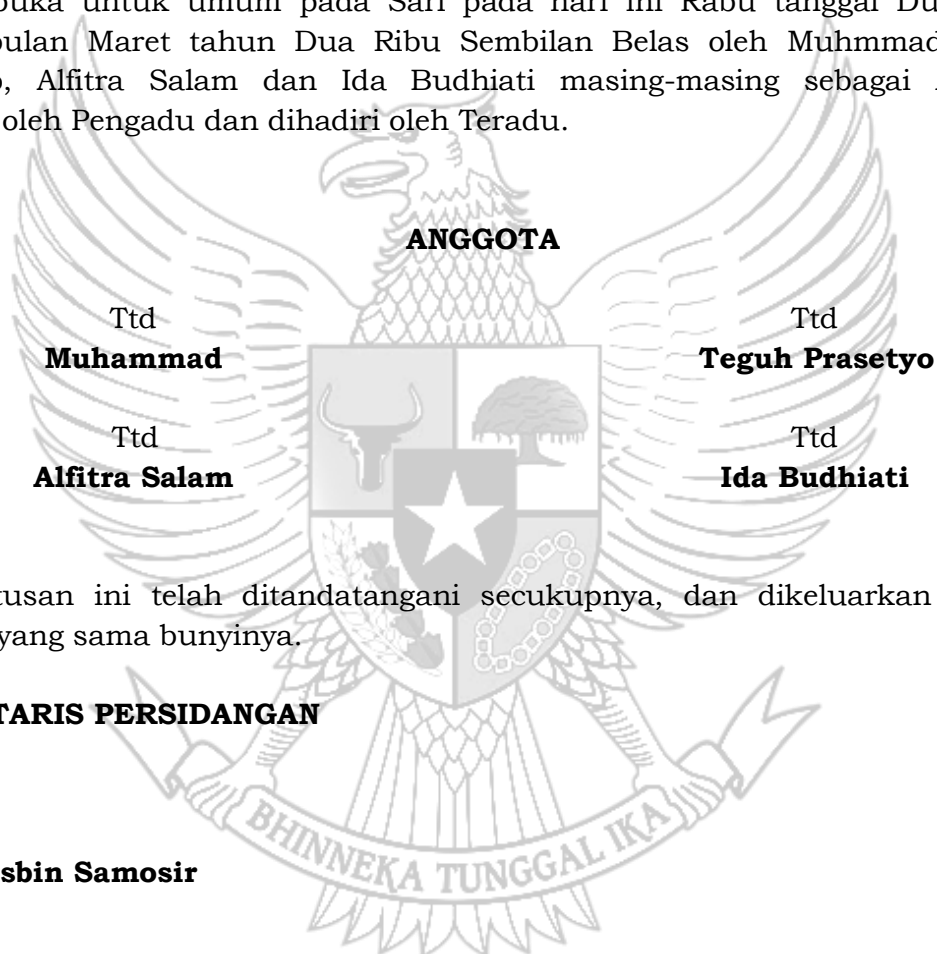 buka untuk umum pada Sari pada hari ini Rabu tanggal Du
bulan Maret tahun Dua Ribu Sembilan Belas oleh Muhmmad
o, Alfitra Salam dan Ida Budhiati masing-masing sebagai
oleh Pengadu dan dihadiri oleh Teradu.
ANGGOTA
Ttd Ttd
Muhammad Teguh Prasetyo
Ttd Ttd
Alfitra Salam Ida Budhiati
tusan ini telah ditandatangani secukupnya, dan dikeluarkan
yang sama bunyinya.
TARIS PERSIDANGAN
sbin Samosir
BHINNEKA TUNGGAL IKA